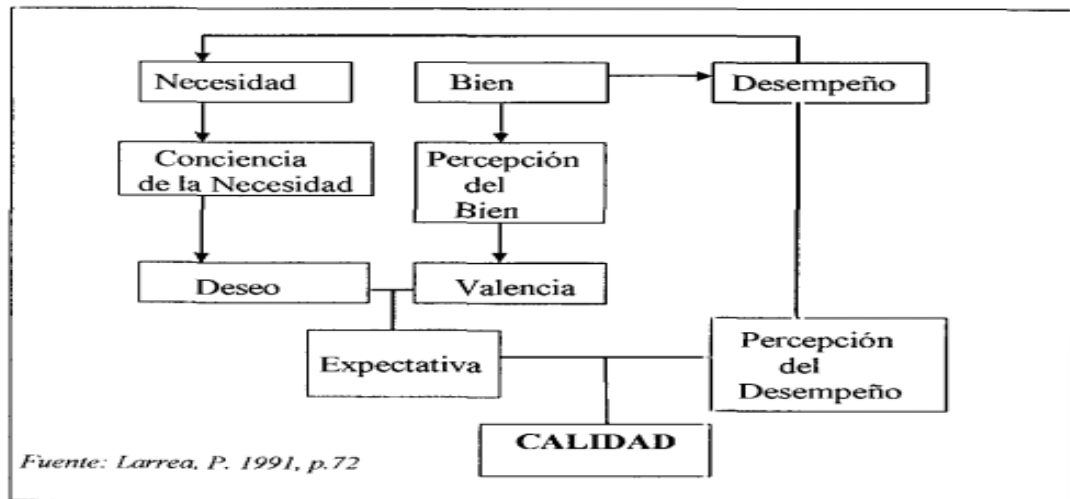 Necesidad
Bien
Desempeño
Conciencia
de la Necesidad
Percepción
del
Bien
Deseo
Valencia
Expectativa
Percepción
del
Desempeño
CALIDAD
Fuente: Larrea, P. 1991, p.72